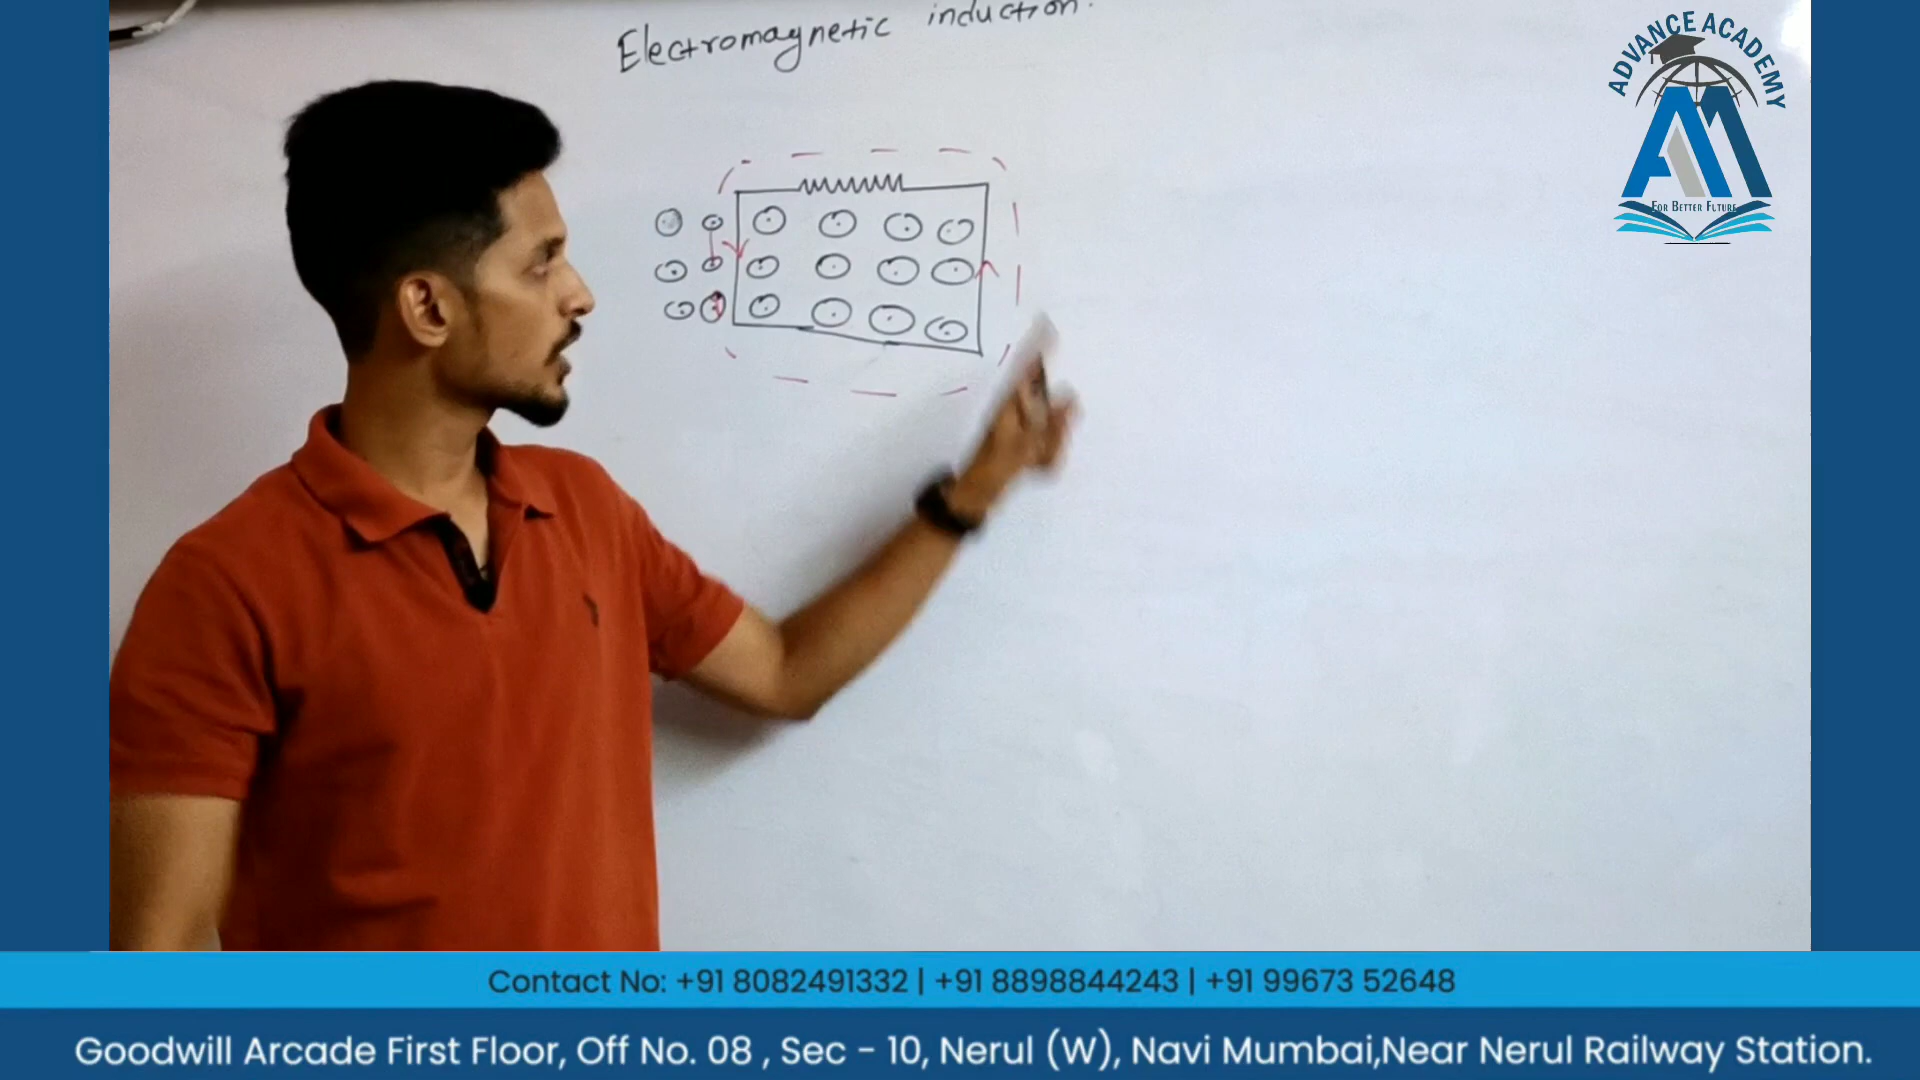 Electromagnetic induction.
ADVANCE ACADEMY
FOR BETTER FUTURE
Contact No: +91 8082491332 | +91 8898844243 | +91 99673 52648
Goodwill Arcade First Floor, Off No. 08 , Sec - 10, Nerul (W), Navi Mumbai,Near Nerul Railway Station.